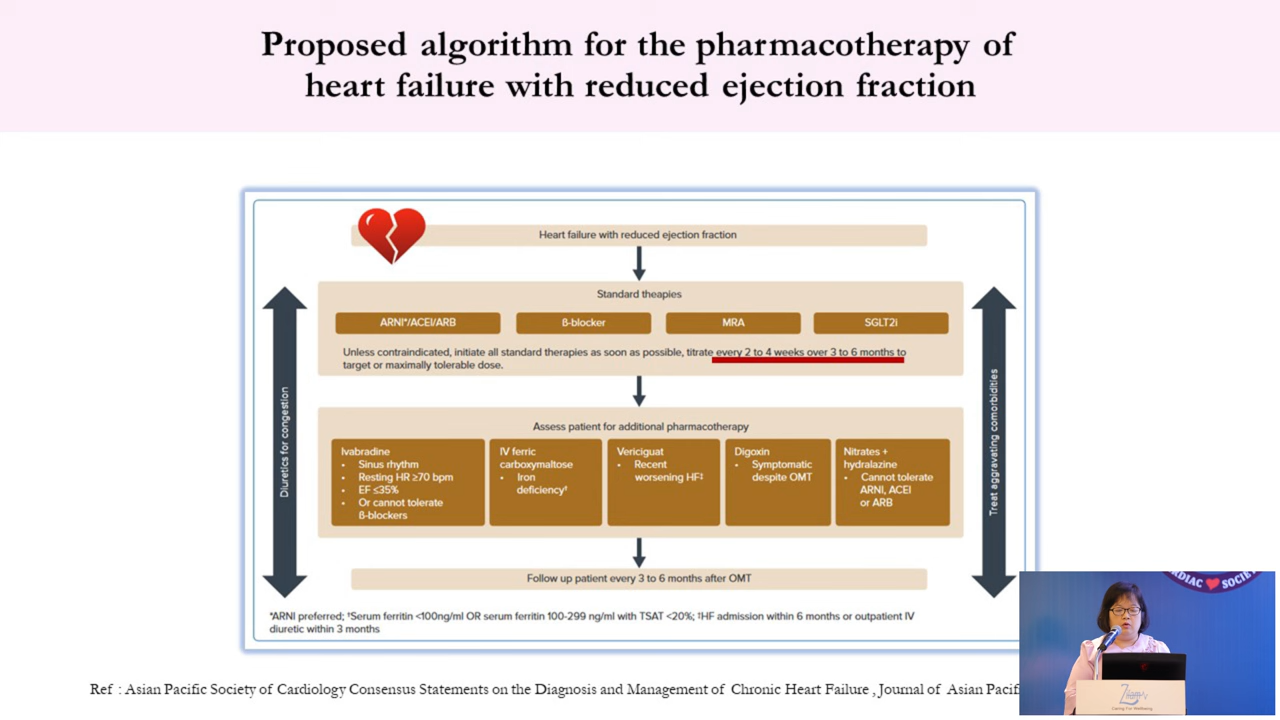 Proposed algorithm for the pharmacotherapy of
heart failure with reduced ejection fraction
Heart failure with reduced ejection fraction
Standard theapies
ARNI*/ACEI/ARB
ß-blocker
MRA
SGLT2i
Unless contraindicated, initiate all standard therapies as soon as possible, titrate every 2 to 4 weeks over 3 to 6 months to
target or maximally tolerable dose.
Diuretics for congestion
Treat aggravating comorbidities
Assess patient for additional pharmacotherapy
Ivabradine
• Sinus rhythm
• Resting HR ≥70 bpm
• EF ≤35%
• Or cannot tolerate
ß-blockers
IV ferric
carboxymaltose
• Iron
deficiency†
Vericiguat
• Recent
worsening HF‡
Digoxin
• Symptomatic
despite OMT
Nitrates +
hydralazine
• Cannot tolerate
ARNI, ACEI
or ARB
Follow up patient every 3 to 6 months after OMT
*ARNI preferred; †Serum ferritin <100ng/ml OR serum ferritin 100-299 ng/ml with TSAT <20%; ‡HF admission within 6 months or outpatient IV
diuretic within 3 months
Ref : Asian Pacific Society of Cardiology Consensus Statements on the Diagnosis and Management of Chronic Heart Failure , Journal of Asian
SOCIETY
Caring For Wellbeing